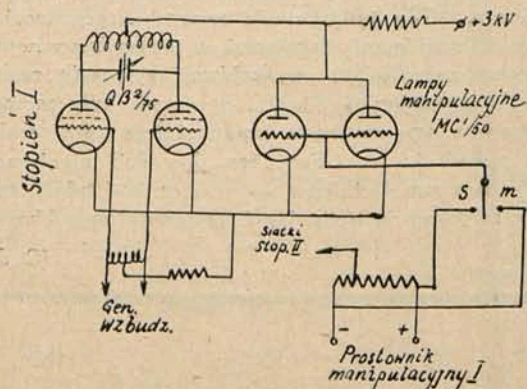 +3kV
Stopień I
QB²/75
Lampy
manipulacyjne
MC¹/50
S m
Siatki
Stop. II
Gen.
Wzbudz.
- +
Prostownik
manipulacyjny I